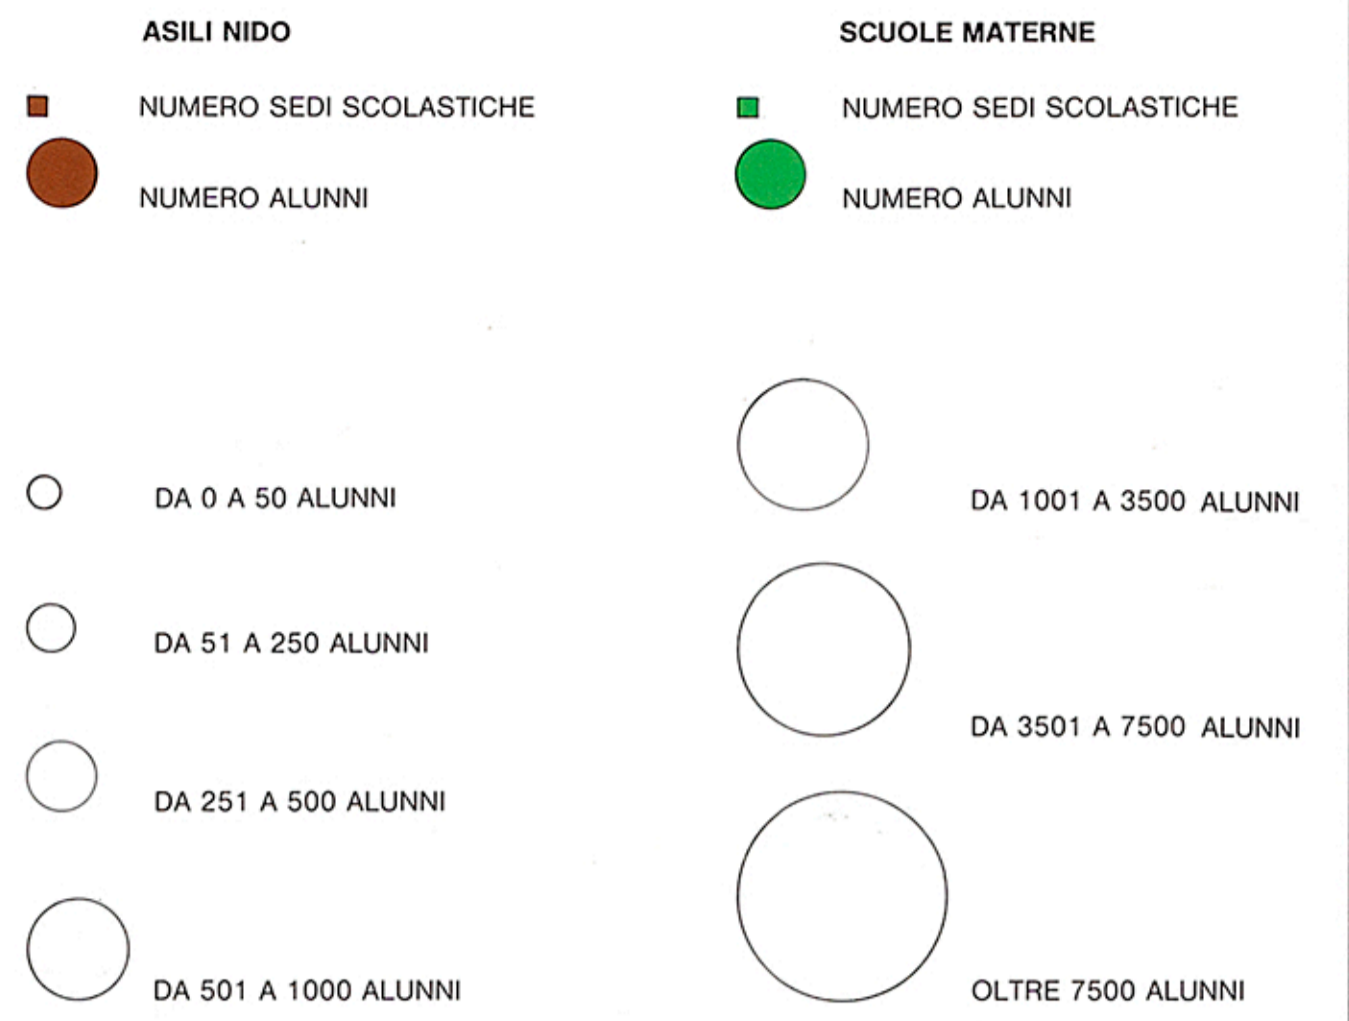 ASILI NIDO
NUMERO SEDI SCOLASTICHE
NUMERO ALUNNI
DA 0 A 50 ALUNNI
DA 51 A 250 ALUNNI
DA 251 A 500 ALUNNI
DA 501 A 1000 ALUNNI
SCUOLE MATERNE
NUMERO SEDI SCOLASTICHE
NUMERO ALUNNI
DA 1001 A 3500 ALUNNI
DA 3501 A 7500 ALUNNI
OLTRE 7500 ALUNNI